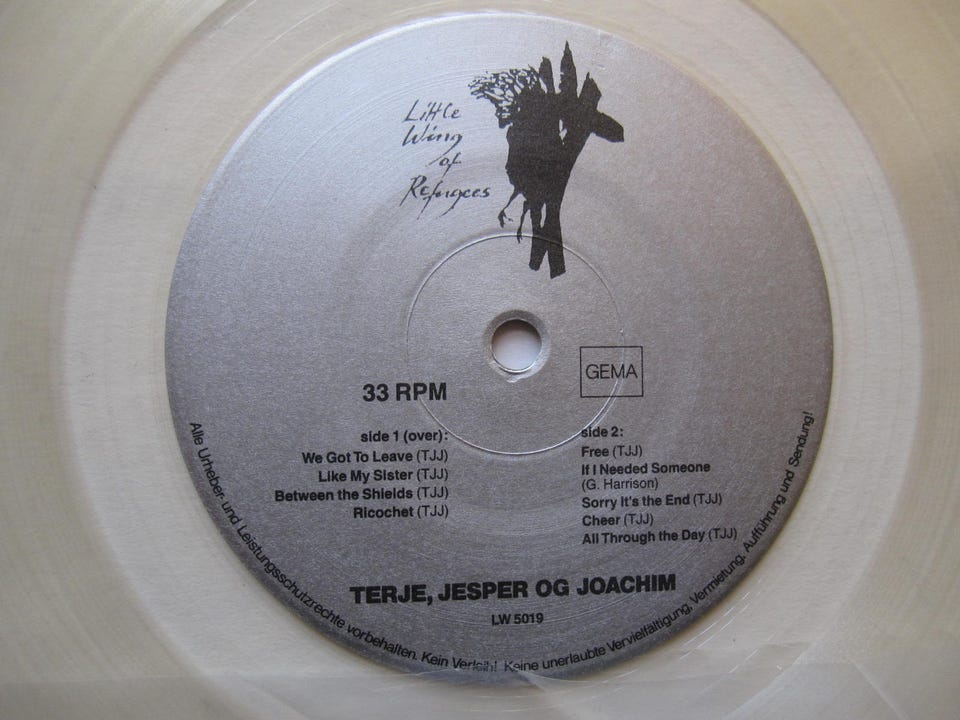 Little
Wing
of
Refugees
33 RPM
GEMA
side 1 (over):
We Got To Leave (TJJ)
Like My Sister (TJJ)
Between the Shields (TJJ)
Ricochet (TJJ)
side 2:
Free (TJJ)
If I Needed Someone
(G. Harrison)
Sorry It's the End (TJJ)
Cheer (TJJ)
All Through the Day (TJJ)
TERJE, JESPER OG JOACHIM
LW 5019
Alle Urheber- und Leistungsschutzrechte vorbehalten. Kein Verleih! Keine unerlaubte Vervielfältigung, Vermietung, Aufführung und Sendung!